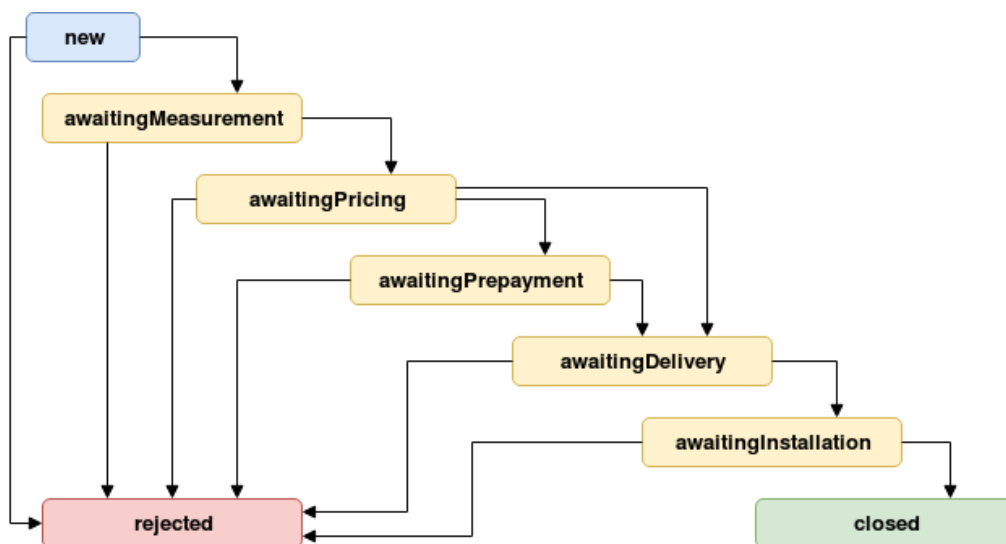 new
awaitingMeasurement
awaitingPricing
awaitingPrepayment
awaitingDelivery
awaitingInstallation
rejected
closed